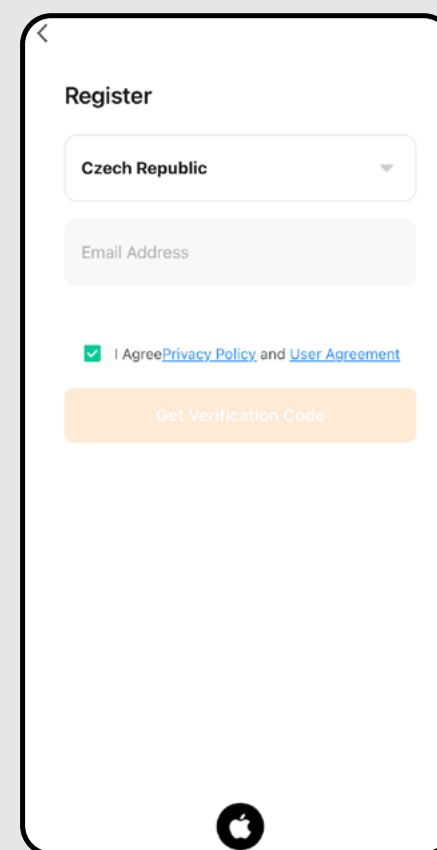 Register
Czech Republic
Email Address
I AgreePrivacy Policy and User Agreement
Get Verification Code